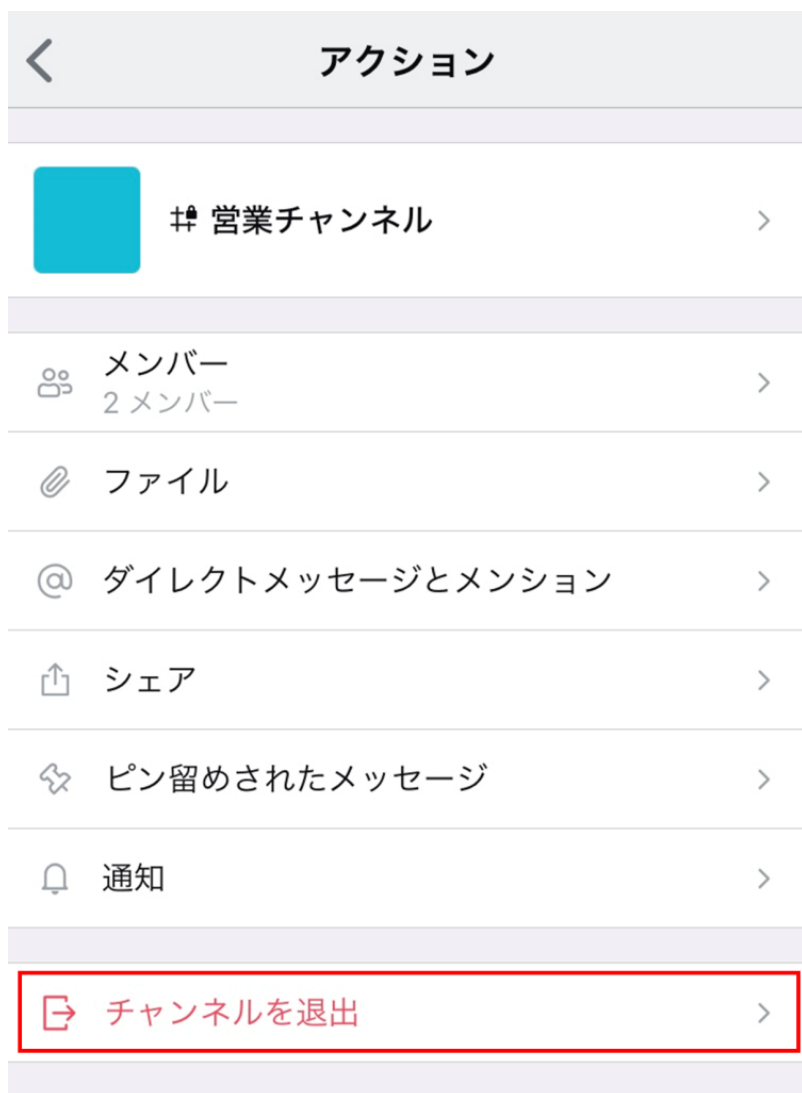 アクション
営業チャンネル
メンバー
2 メンバー
ファイル
ダイレクトメッセージとメンション
シェア
ピン留めされたメッセージ
通知
チャンネルを退出